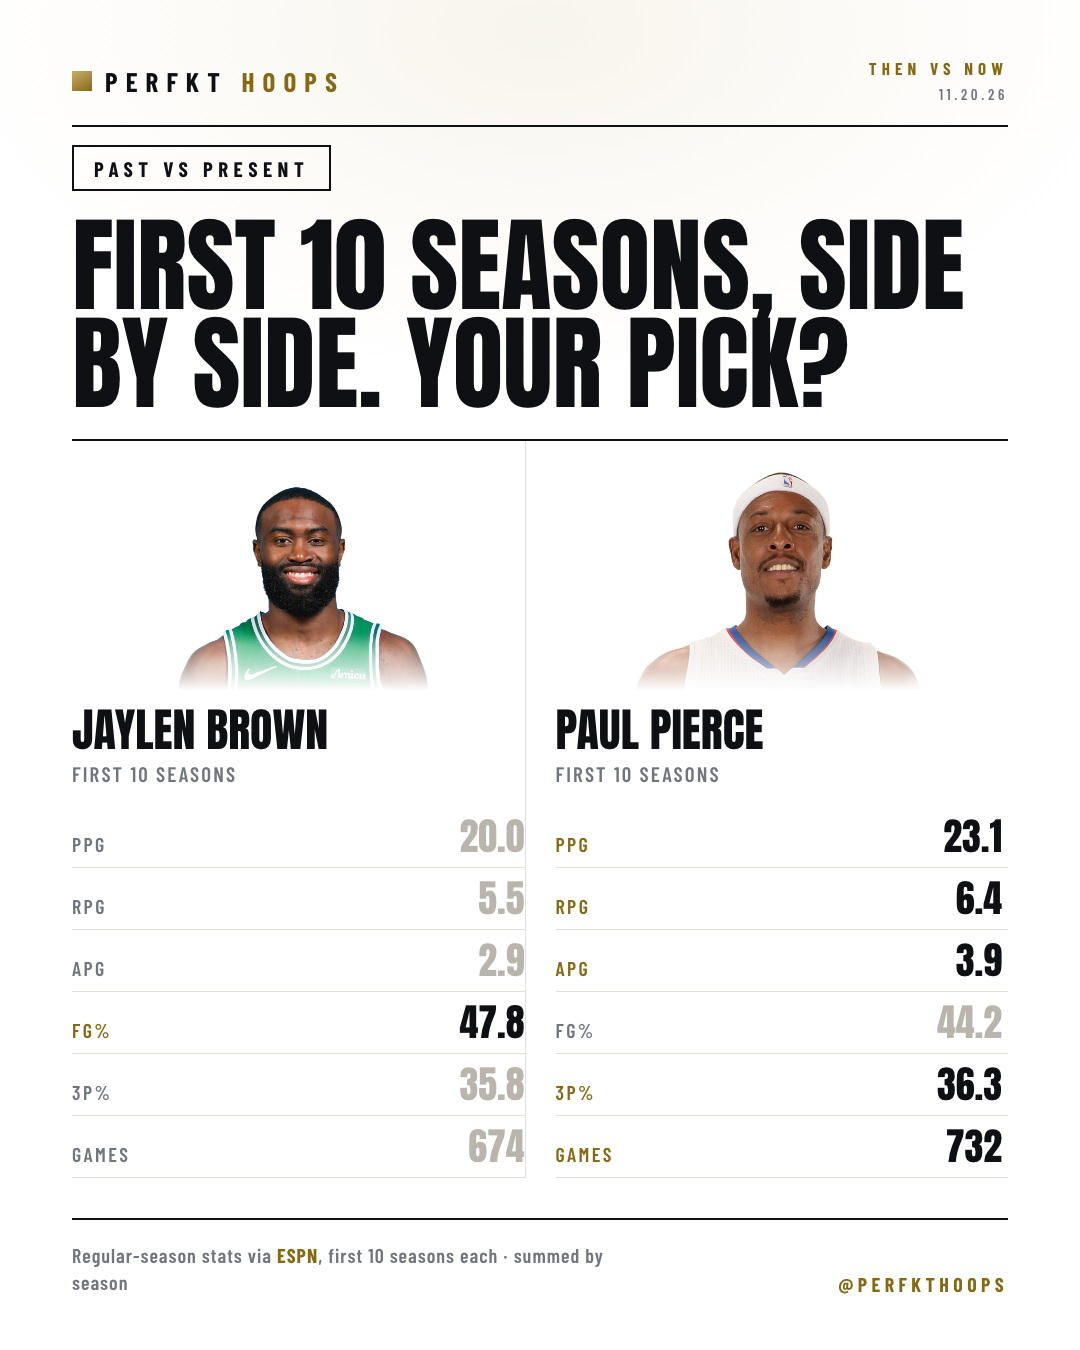 PERFKT HOOPS
THEN VS NOW
11.20.26
PAST VS PRESENT
FIRST 10 SEASONS, SIDE
BY SIDE. YOUR PICK?
Amica
JAYLEN BROWN
FIRST 10 SEASONS
PPG 20.0
RPG 5.5
APG 2.9
FG% 47.8
3P% 35.8
GAMES 674
PAUL PIERCE
FIRST 10 SEASONS
PPG 23.1
RPG 6.4
APG 3.9
FG% 44.2
3P% 36.3
GAMES 732
Regular-season stats via ESPN, first 10 seasons each · summed by
season
@PERFKTHOOPS